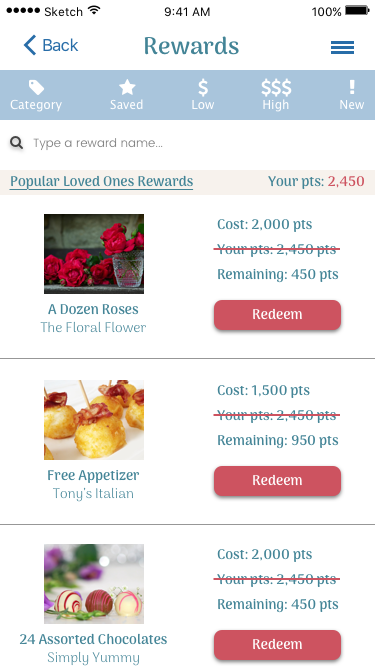 Sketch 9:41 AM 100%
Back Rewards
Category Saved Low High New
$ $$$ !
Type a reward name...
Popular Loved Ones Rewards Your pts: 2,450
Cost: 2,000 pts
Your pts: 2,450 pts
Remaining: 450 pts
A Dozen Roses
The Floral Flower
Redeem
Cost: 1,500 pts
Your pts: 2,450 pts
Remaining: 950 pts
Free Appetizer
Tony's Italian
Redeem
Cost: 2,000 pts
Your pts: 2,450 pts
Remaining: 450 pts
24 Assorted Chocolates
Simply Yummy
Redeem